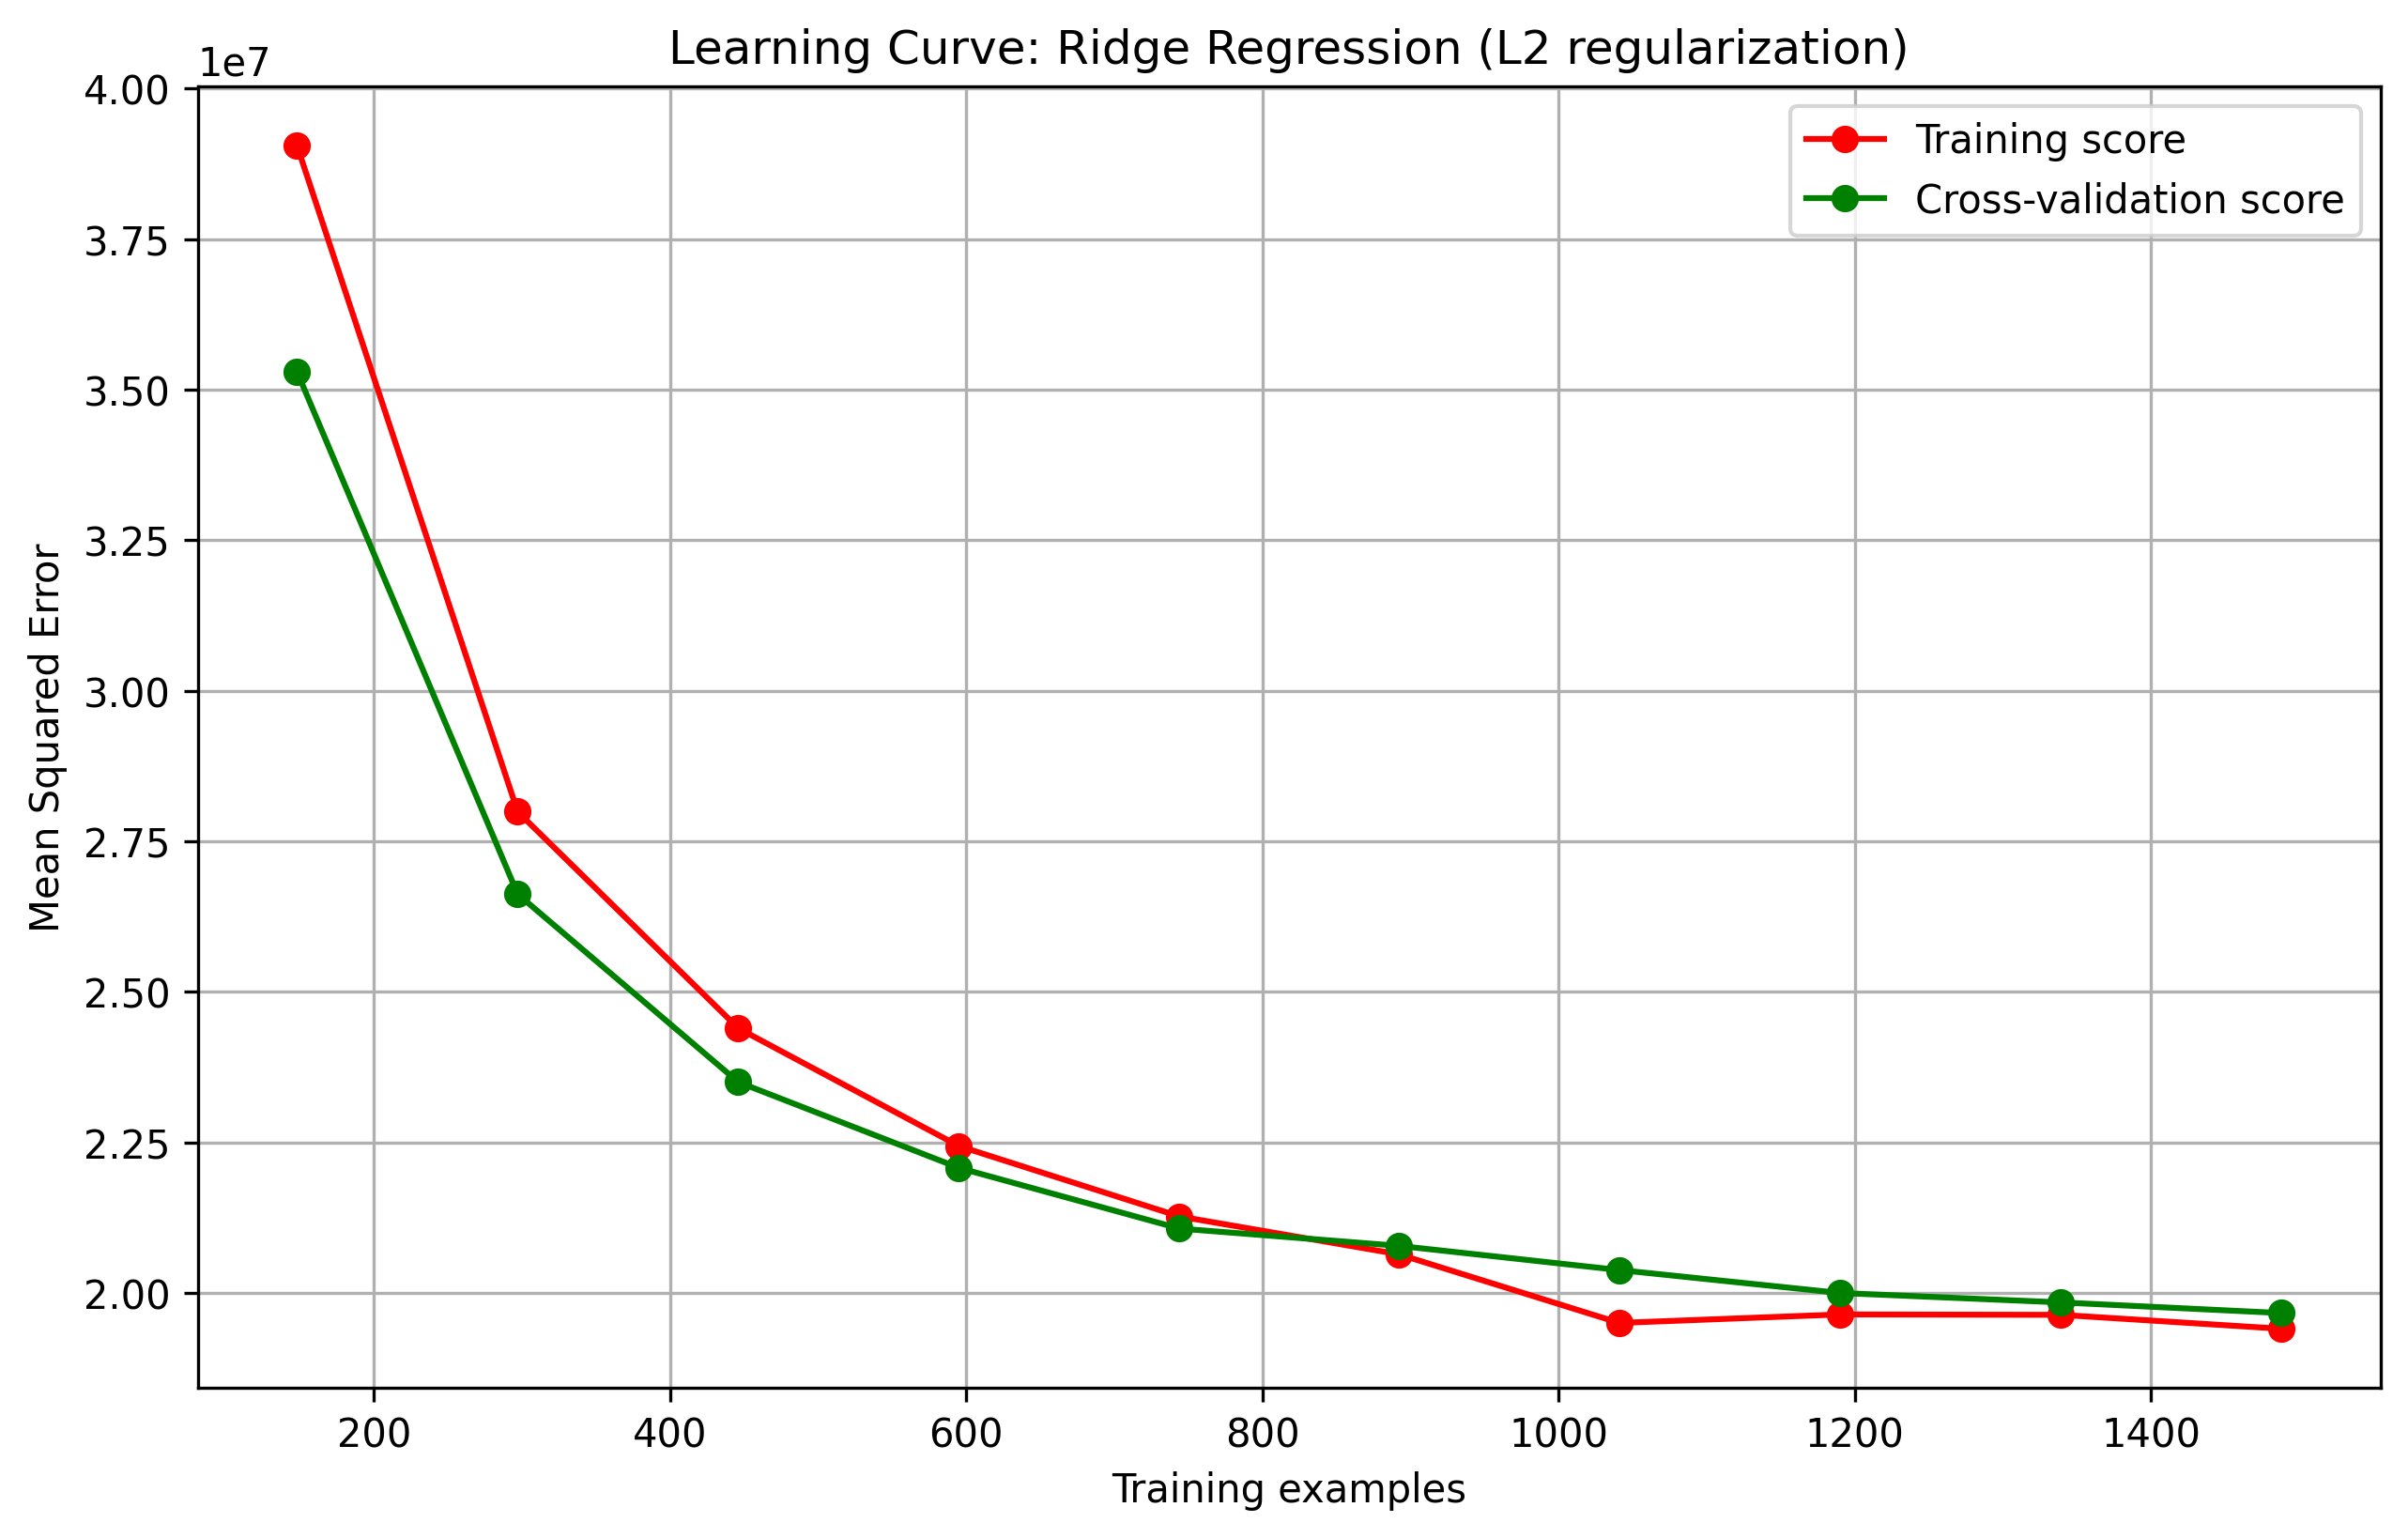 Learning Curve: Ridge Regression (L2 regularization)
1e7
4.00
3.75
3.50
3.25
3.00
2.75
2.50
2.25
2.00
Mean Squared Error
Training score
Cross-validation score
200 400 600 800 1000 1200 1400
Training examples